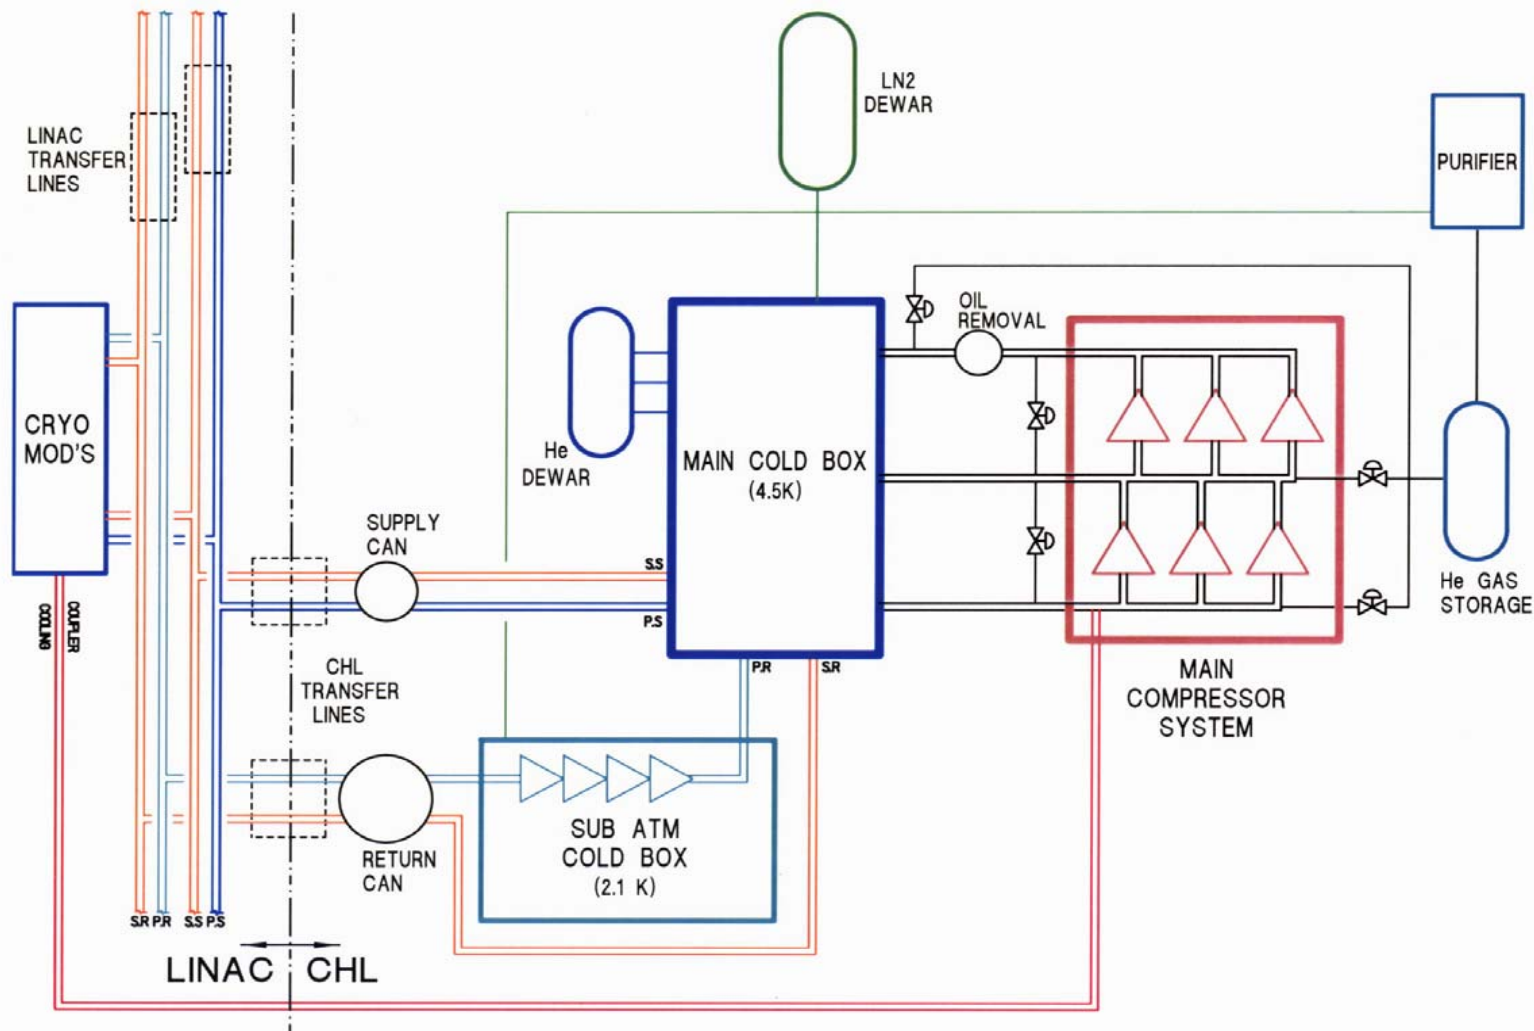 LN2
DEWAR
PURIFIER
LINAC
TRANSFER
LINES
OIL
REMOVAL
CRYO
MOD'S
He
DEWAR
MAIN COLD BOX
(4.5K)
SUPPLY
CAN
S.S
P.S
He GAS
STORAGE
COUPLER
COOLING
CHL
TRANSFER
LINES
P.R
S.R
MAIN
COMPRESSOR
SYSTEM
SUB ATM
COLD BOX
(2.1 K)
RETURN
CAN
S.R P.R S.S P.S
LINAC CHL